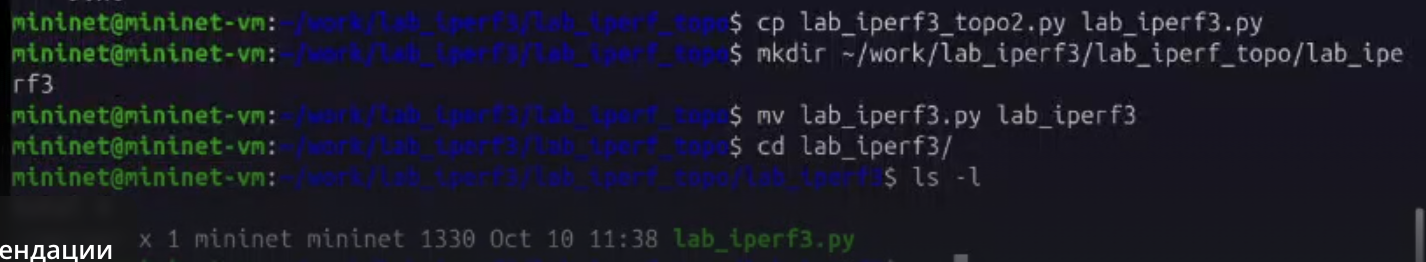 mininet@mininet-vm:~/work/lab_iperf3/lab_iperf_topo$ cp lab_iperf3_topo2.py lab_iperf3.py
mininet@mininet-vm:~/work/lab_iperf3/lab_iperf_topo$ mkdir ~/work/lab_iperf3/lab_iperf_topo/lab_ipe
rf3
mininet@mininet-vm:~/work/lab_iperf3/lab_iperf_topo$ mv lab_iperf3.py lab_iperf3
mininet@mininet-vm:~/work/lab_iperf3/lab_iperf_topo$ cd lab_iperf3/
mininet@mininet-vm:~/work/lab_iperf3/lab_iperf_topo/lab_iperf3$ ls -l
x 1 mininet mininet 1330 Oct 10 11:38 lab_iperf3.py
ендации